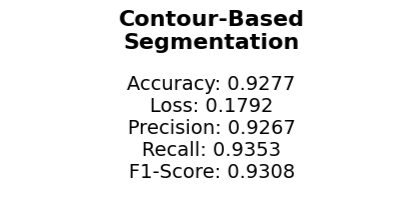 Contour-Based
Segmentation
Accuracy: 0.9277
Loss: 0.1792
Precision: 0.9267
Recall: 0.9353
F1-Score: 0.9308